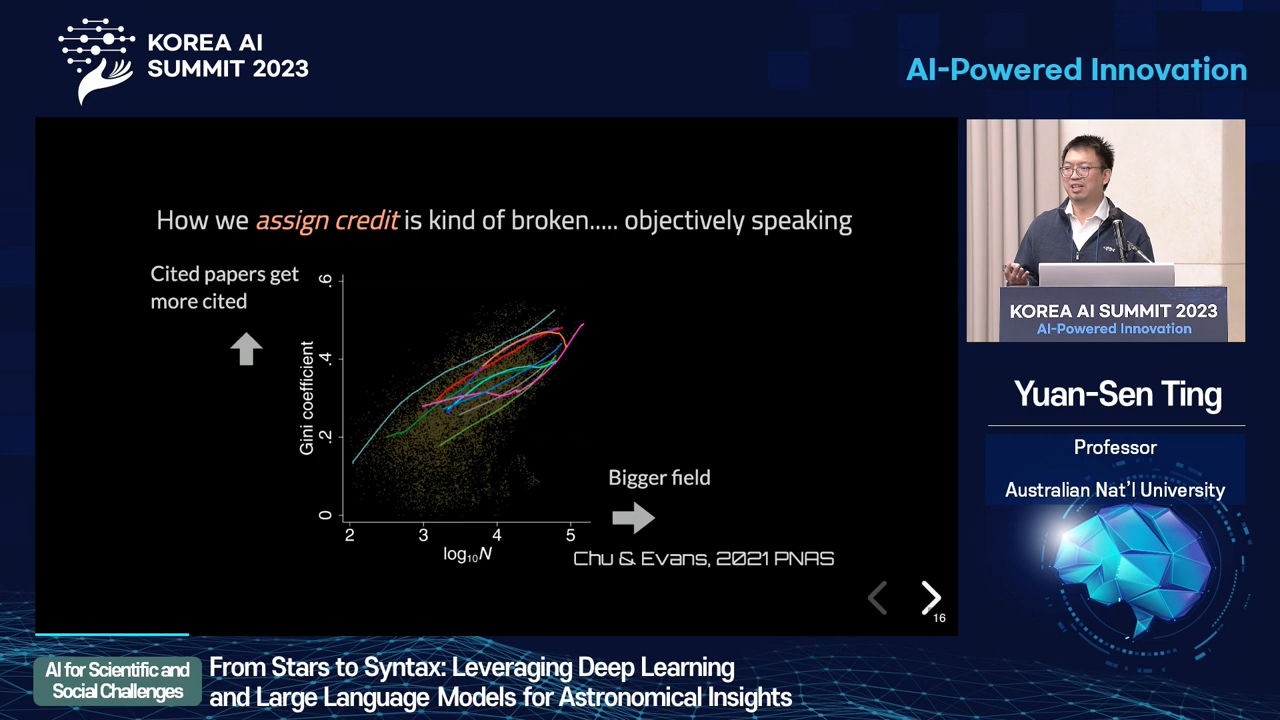 KOREA AI
SUMMIT 2023
AI-Powered Innovation
How we assign credit is kind of broken..... objectively speaking
Cited papers get
more cited
.6
.4
.2
0
Gini coefficient
2 3 4 5
log₁₀N
Bigger field
Chu & Evans, 2021 PNAS
16
KOREA AI SUMMIT 2023
AI-Powered Innovation
Yuan-Sen Ting
Professor
Australian Nat'l University
AI for Scientific and
Social Challenges
From Stars to Syntax: Leveraging Deep Learning
and Large Language Models for Astronomical Insights